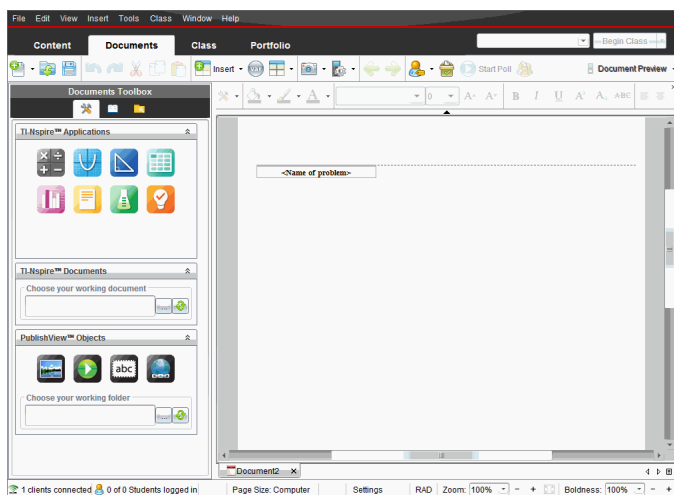 File Edit View Insert Tools Class Window Help
Content Documents Class Portfolio Begin Class
Insert var Start Poll Document Preview
Documents Toolbox
0 A- A+ B I U A A ABC
TI-Nspire™ Applications
<Name of problem>
TI-Nspire™ Documents
Choose your working document
...
PublishView™ Objects
abc
Choose your working folder
...
Document2 x
1 clients connected 0 of 0 Students logged in Page Size: Computer Settings RAD Zoom: 100% - + Boldness: 100% - +